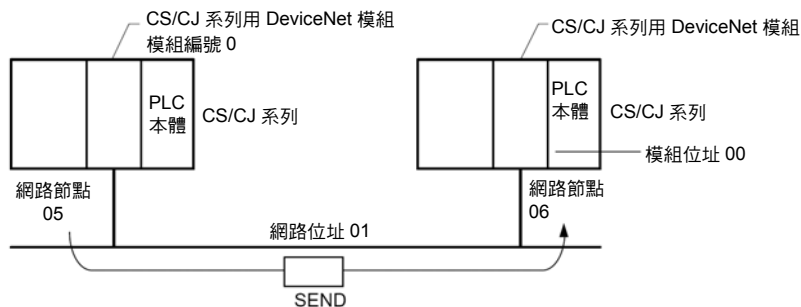 CS/CJ 系列用 DeviceNet 模組
模組編號 0
PLC
本體
CS/CJ 系列
網路節點
05
CS/CJ 系列用 DeviceNet 模組
PLC
本體
CS/CJ 系列
模組位址 00
網路節點
06
網路位址 01
SEND